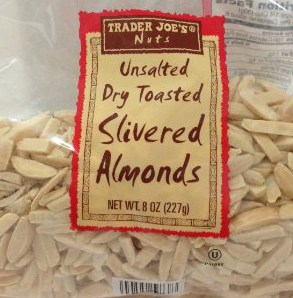 TRADER JOE'S®
Nuts
Unsalted
Dry Toasted
Slivered
Almonds
NET WT. 8 OZ (227g)
U